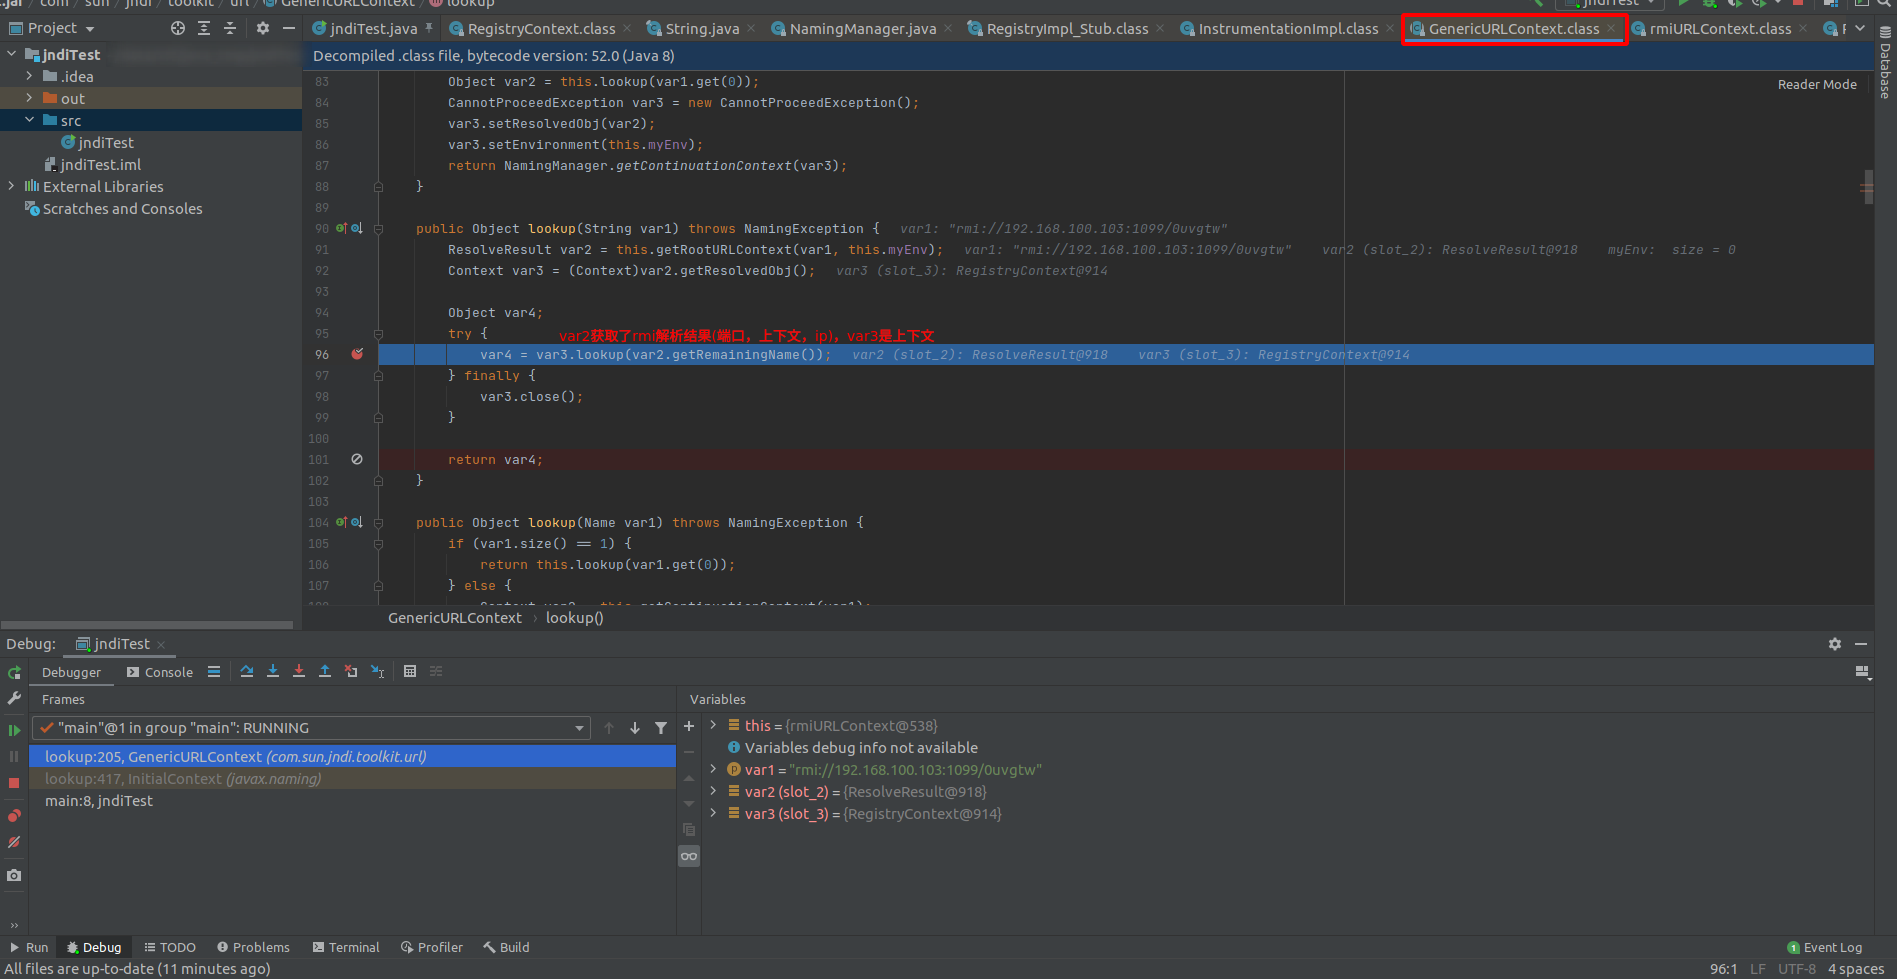 .jar / com / sun / jndi / toolkit / url / GenericURLContext / lookup
jndiTest
Project
jndiTest.java
RegistryContext.class
String.java
NamingManager.java
RegistryImpl_Stub.class
InstrumentationImpl.class
GenericURLContext.class
rmiURLContext.class
Database
jndiTest
.idea
out
src
jndiTest
jndiTest.iml
External Libraries
Scratches and Consoles
Decompiled .class file, bytecode version: 52.0 (Java 8)
Reader Mode
83 Object var2 = this.lookup(var1.get(0));
84 CannotProceedException var3 = new CannotProceedException();
85 var3.setResolvedObj(var2);
86 var3.setEnvironment(this.myEnv);
87 return NamingManager.getContinuationContext(var3);
88 }
89
90 public Object lookup(String var1) throws NamingException { var1: "rmi://192.168.100.103:1099/0uvgtw"
91 ResolveResult var2 = this.getRootURLContext(var1, this.myEnv); var1: "rmi://192.168.100.103:1099/0uvgtw" var2 (slot_2): ResolveResult@918 myEnv: size = 0
92 Context var3 = (Context)var2.getResolvedObj(); var3 (slot_3): RegistryContext@914
93
94 Object var4;
95 try { var2获取了rmi解析结果(端口，上下文，ip)，var3是上下文
96 var4 = var3.lookup(var2.getRemainingName()); var2 (slot_2): ResolveResult@918 var3 (slot_3): RegistryContext@914
97 } finally {
98 var3.close();
99 }
100
101 return var4;
102 }
103
104 public Object lookup(Name var1) throws NamingException {
105 if (var1.size() == 1) {
106 return this.lookup(var1.get(0));
107 } else {
GenericURLContext › lookup()
Debug: jndiTest
Debugger Console
Frames
Variables
"main"@1 in group "main": RUNNING
lookup:205, GenericURLContext (com.sun.jndi.toolkit.url)
lookup:417, InitialContext (javax.naming)
main:8, jndiTest
this = {rmiURLContext@538}
Variables debug info not available
var1 = "rmi://192.168.100.103:1099/0uvgtw"
var2 (slot_2) = {ResolveResult@918}
var3 (slot_3) = {RegistryContext@914}
Run Debug TODO Problems Terminal Profiler Build
1 Event Log
All files are up-to-date (11 minutes ago)
96:1 LF UTF-8 4 spaces